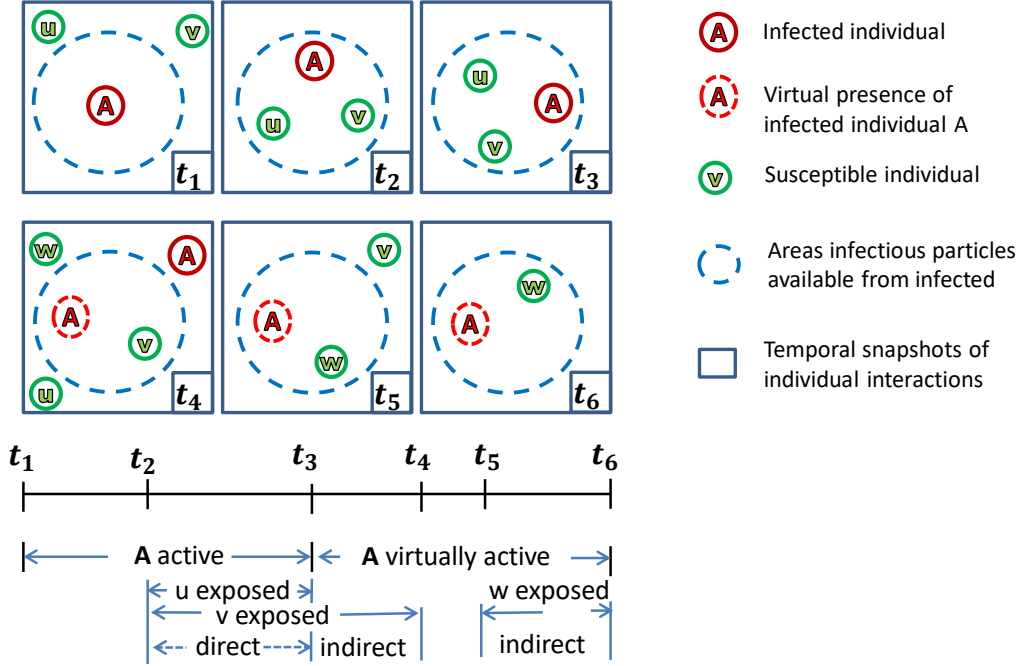 u
v
A
t₁
A
u
v
t₂
u
A
v
t₃
A Infected individual
A Virtual presence of
infected individual A
v Susceptible individual
w
A
A
v
u
t₄
v
A
w
t₅
w
A
t₆
Areas infectious particles
available from infected
Temporal snapshots of
individual interactions
t₁ t₂ t₃ t₄ t₅ t₆
A active A virtually active
u exposed w exposed
v exposed
direct indirect indirect